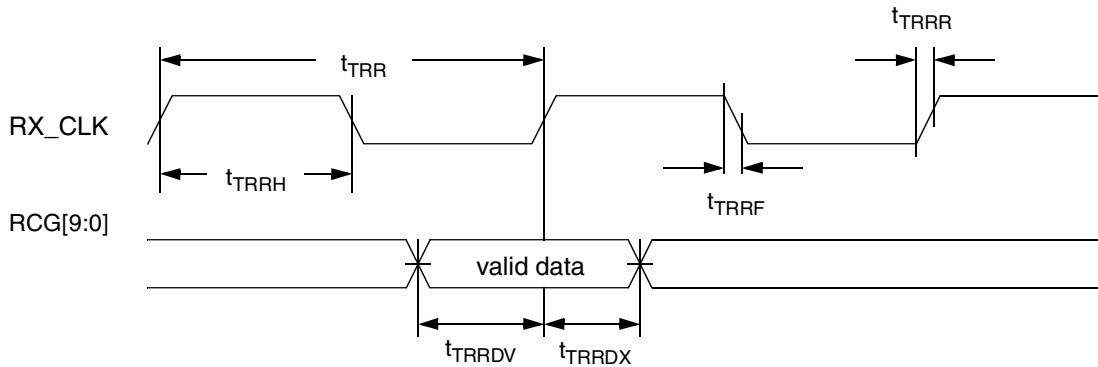 tTRRR
tTRR
RX_CLK
tTRRH
tTRRF
RCG[9:0]
valid data
tTRRDV tTRRDX